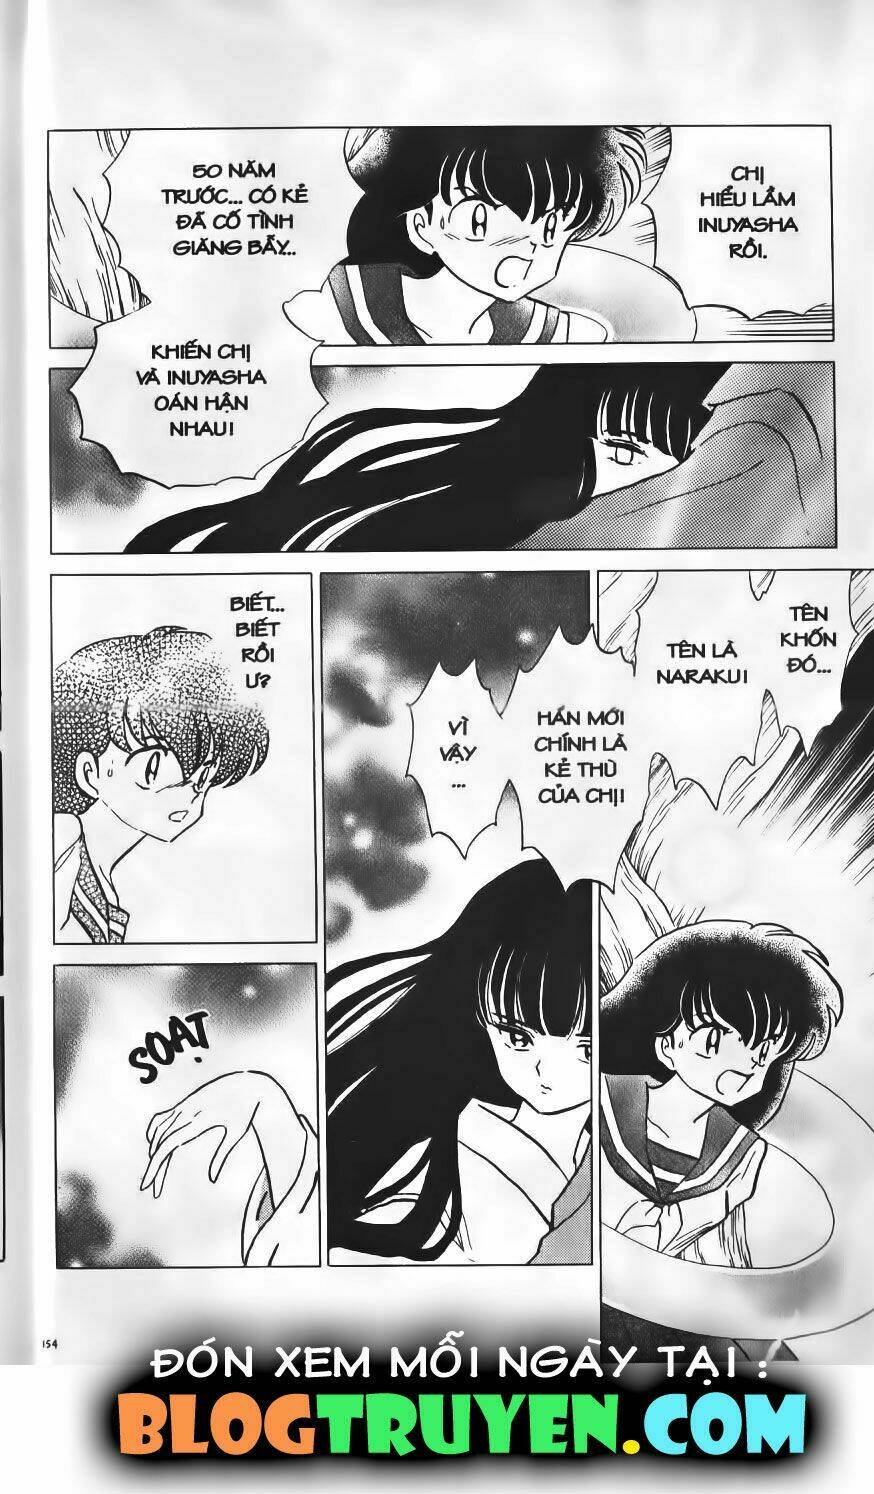 CHỊ
HIỂU LẦM
INUYASHA
RỒI.
50 NĂM
TRƯỚC... CÓ KẺ
ĐÃ CỐ TÌNH
GIĂNG BẪY...
KHIẾN CHỊ
VÀ INUYASHA
OÁN HẬN
NHAU!
TÊN
KHỐN
ĐÓ...
TÊN LÀ
NARAKU!
HẮN MỚI
CHÍNH LÀ
KẺ THÙ
CỦA CHỊ!
VÌ
VẬY
...
BIẾT...
BIẾT
RỒI
Ư?
SOẠT
154
ĐÓN XEM MỖI NGÀY TẠI :
BLOGTRUYEN.COM